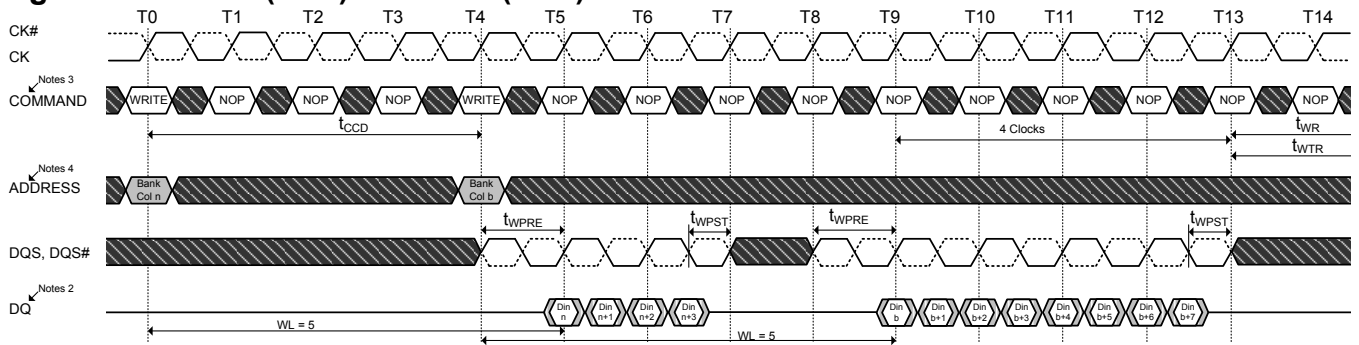 T0 T1 T2 T3 T4 T5 T6 T7 T8 T9 T10 T11 T12 T13 T14
CK#
CK
Notes 3
COMMAND WRITE NOP NOP NOP WRITE NOP NOP NOP NOP NOP NOP NOP NOP NOP NOP
tCCD 4 Clocks tWR
tWTR
Notes 4
ADDRESS Bank Col n Bank Col b
tWPRE tWPST tWPRE tWPST
DQS, DQS#
Notes 2
DQ Din n Din n+1 Din n+2 Din n+3 Din b Din b+1 Din b+2 Din b+3 Din b+4 Din b+5 Din b+6 Din b+7
WL = 5 WL = 5